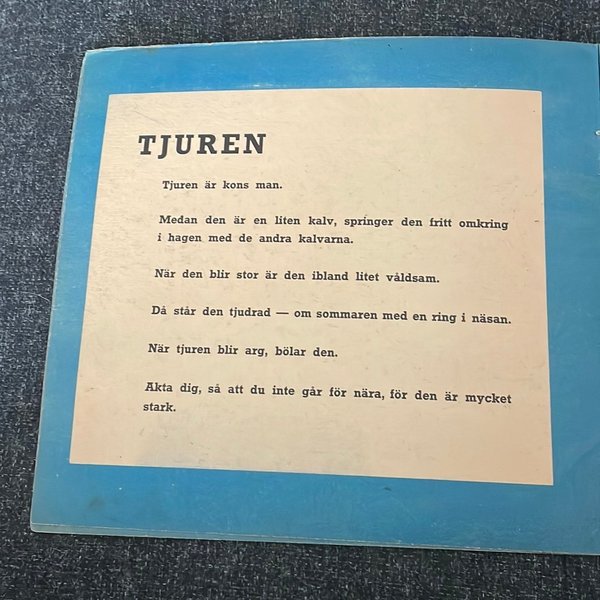 TJUREN
Tjuren är kons man.
Medan den är en liten kalv, springer den fritt omkring
i hagen med de andra kalvarna.
När den blir stor är den ibland litet våldsam.
Då står den tjudrad — om sommaren med en ring i näsan.
När tjuren blir arg, bölar den.
Akta dig, så att du inte går för nära, för den är mycket
stark.